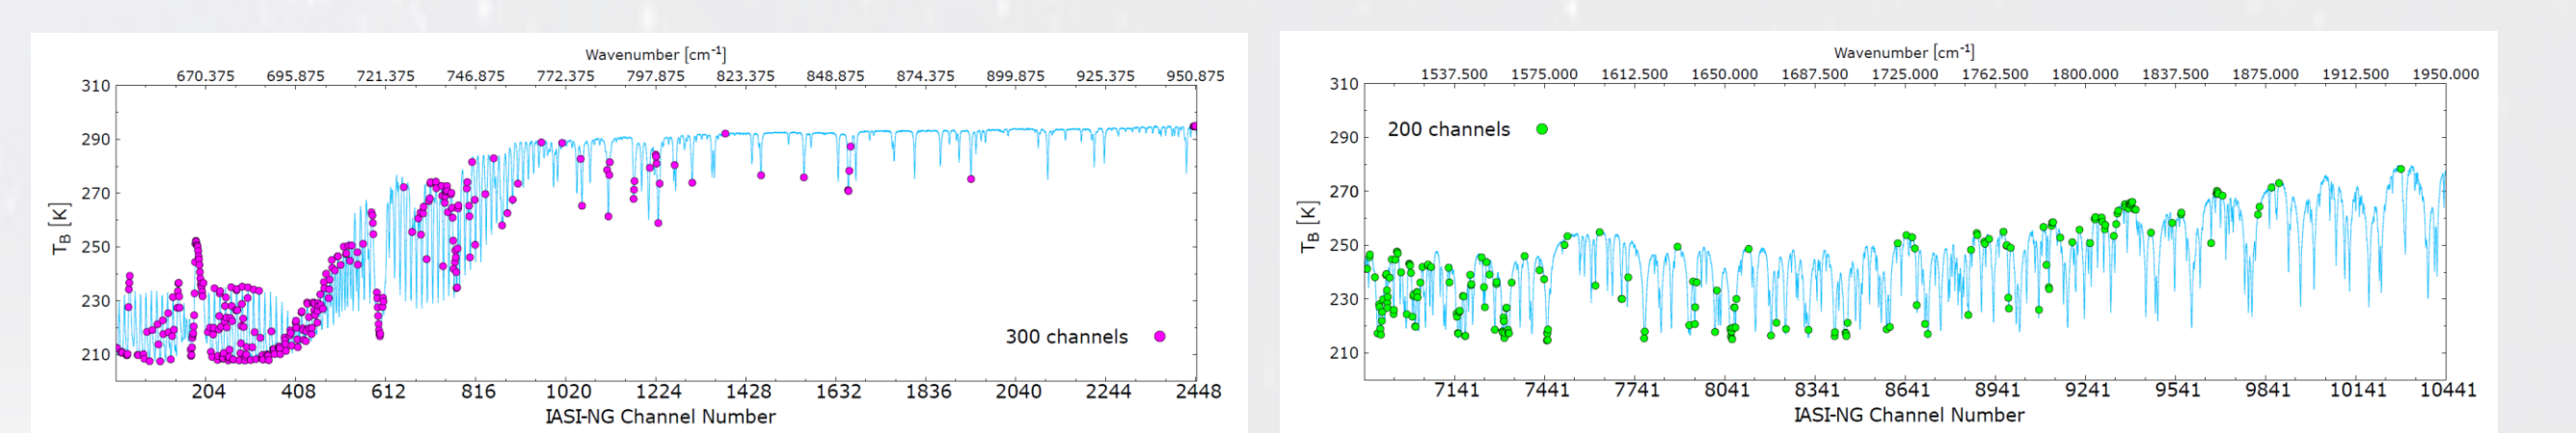 Wavenumber [cm-1]
670.375 695.875 721.375 746.875 772.375 797.875 823.375 848.875 874.375 899.875 925.375 950.875
310
290
270
250
230
210
TB [K]
300 channels
204 408 612 816 1020 1224 1428 1632 1836 2040 2244 2448
IASI-NG Channel Number
Wavenumber [cm-1]
1537.500 1575.000 1612.500 1650.000 1687.500 1725.000 1762.500 1800.000 1837.500 1875.000 1912.500 1950.000
310
290
270
250
230
210
TB [K]
200 channels
7141 7441 7741 8041 8341 8641 8941 9241 9541 9841 10141 10441
IASI-NG Channel Number